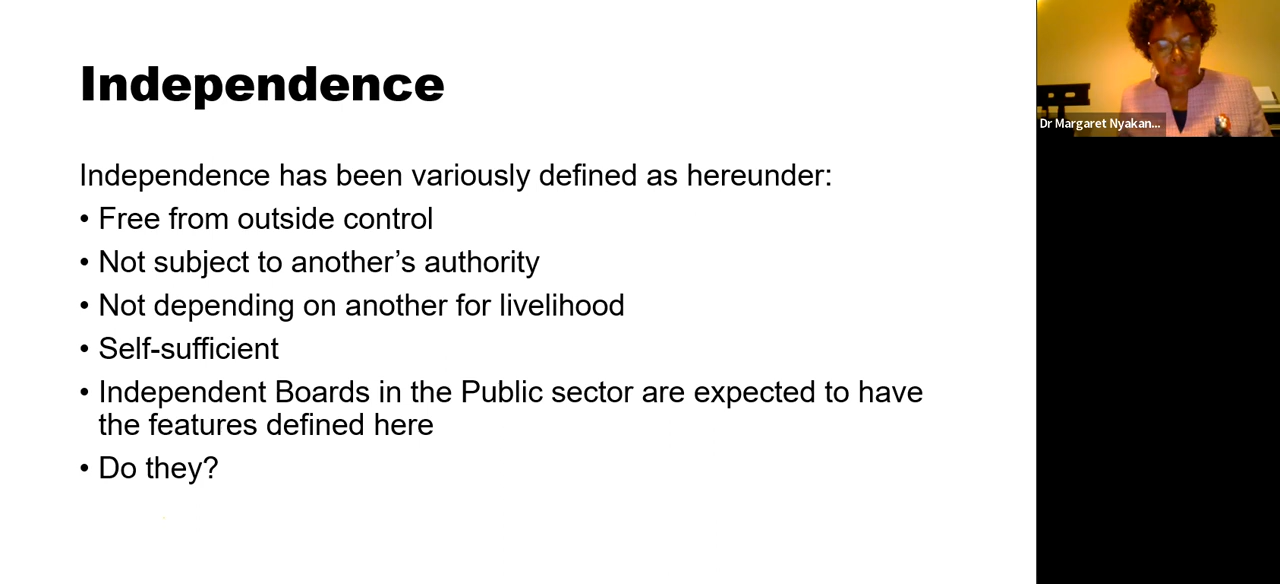 Independence
Independence has been variously defined as hereunder:
• Free from outside control
• Not subject to another’s authority
• Not depending on another for livelihood
• Self-sufficient
• Independent Boards in the Public sector are expected to have
the features defined here
• Do they?
Dr Margaret Nyakan...